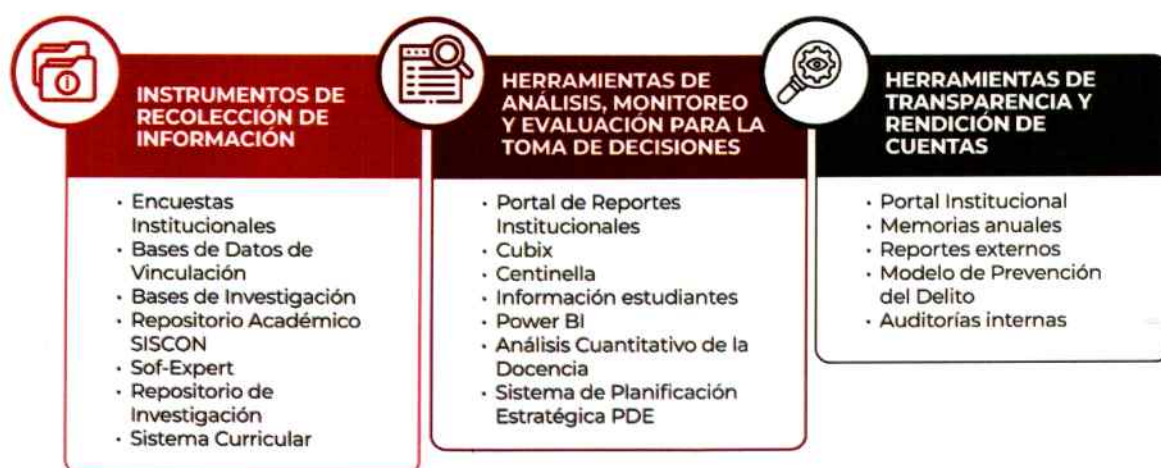 INSTRUMENTOS DE
RECOLECCIÓN DE
INFORMACIÓN
• Encuestas
Institucionales
• Bases de Datos de
Vinculación
• Bases de Investigación
• Repositorio Académico
SISCON
• Sof-Expert
• Repositorio de
Investigación
• Sistema Curricular
HERRAMIENTAS DE
ANÁLISIS, MONITOREO
Y EVALUACIÓN PARA LA
TOMA DE DECISIONES
• Portal de Reportes
Institucionales
• Cubix
• Centinella
• Información estudiantes
• Power BI
• Análisis Cuantitativo de la
Docencia
• Sistema de Planificación
Estratégica PDE
HERRAMIENTAS DE
TRANSPARENCIA Y
RENDICIÓN DE
CUENTAS
• Portal Institucional
• Memorias anuales
• Reportes externos
• Modelo de Prevención
del Delito
• Auditorías internas